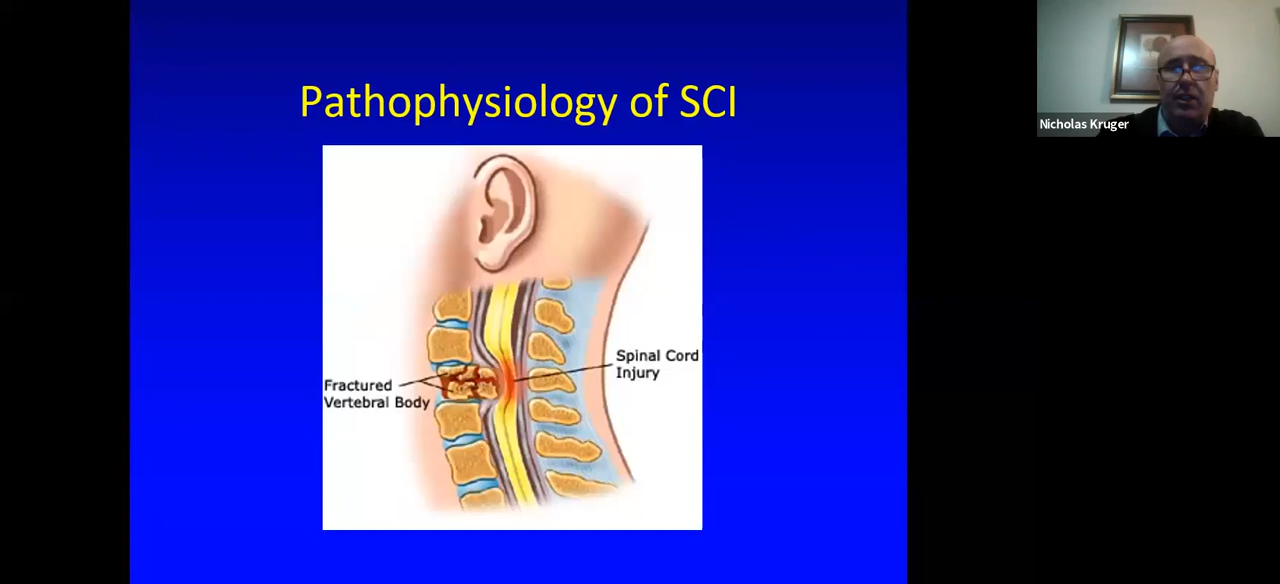 Pathophysiology of SCI
Nicholas Kruger
Spinal Cord
Injury
Fractured
Vertebral Body